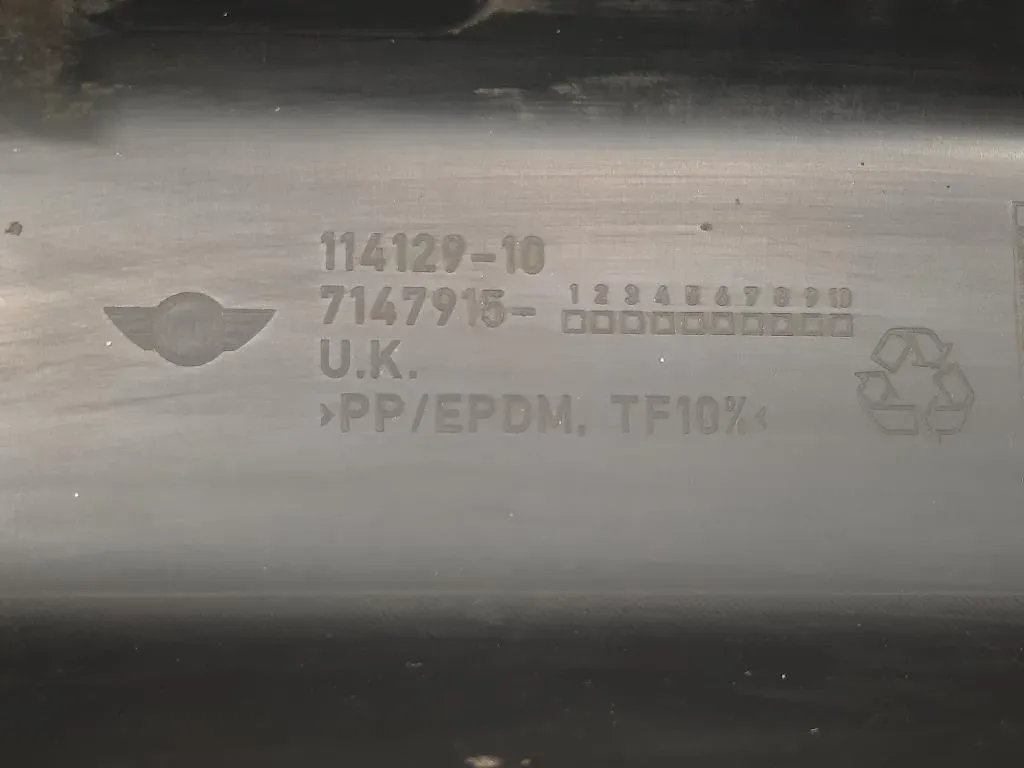 114129-10
7147915- 1 2 3 4 5 6 7 8 9 10
U.K.
>PP/EPDM, TF10%<